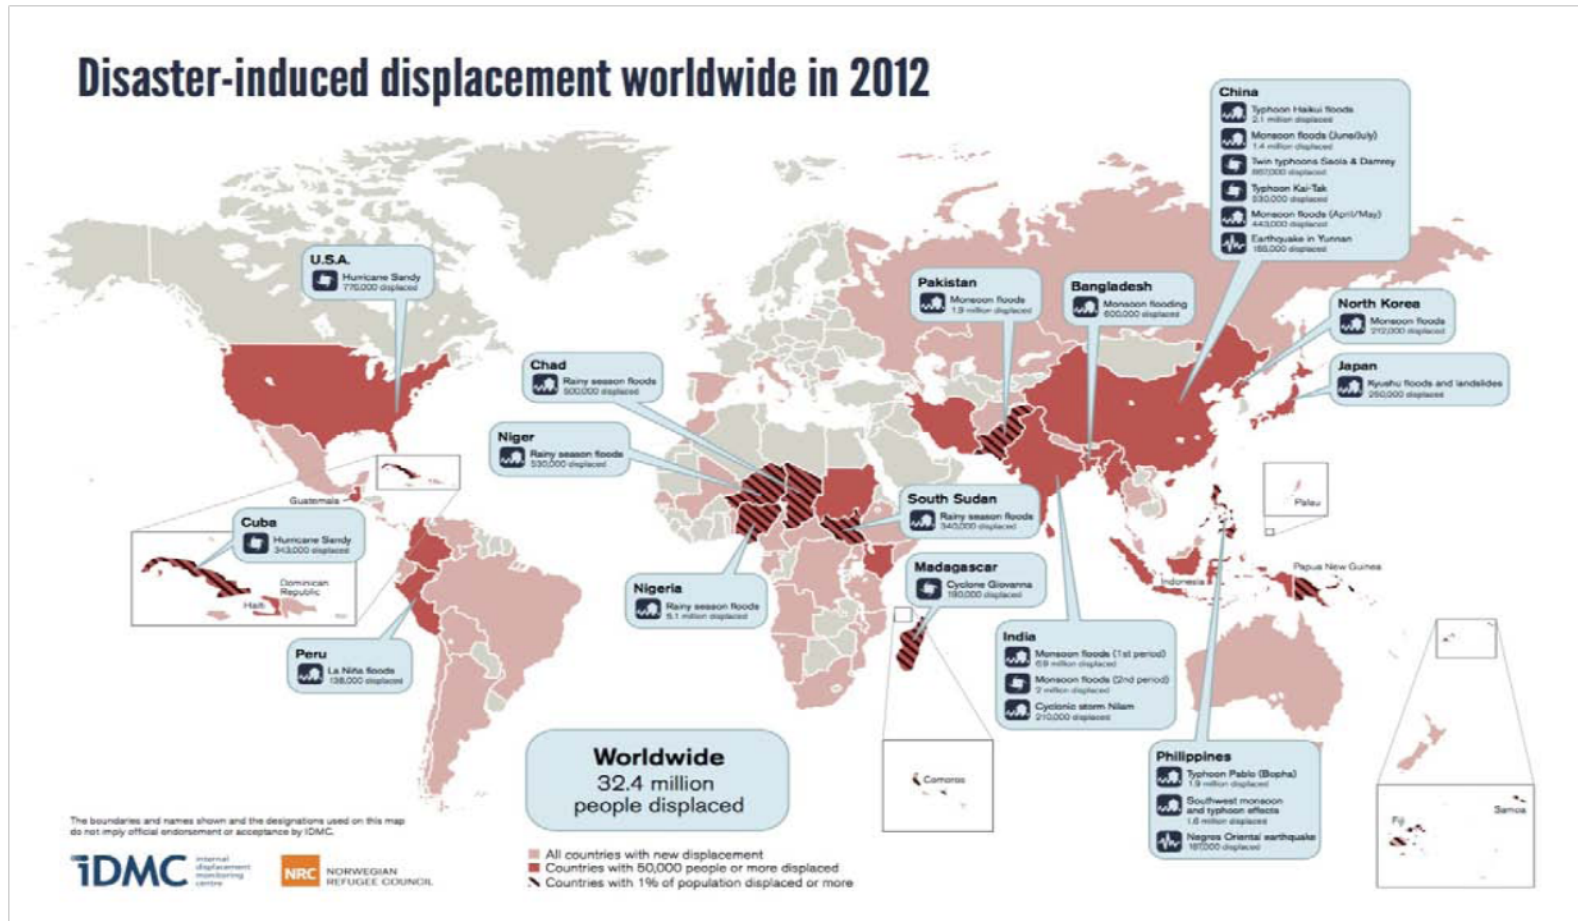 Disaster-induced displacement worldwide in 2012
China
Typhoon Haikui floods
2.1 million displaced
Monsoon floods (June/July)
1.4 million displaced
Twin typhoons Saola & Damrey
867,000 displaced
Typhoon Kai-Tak
530,000 displaced
Monsoon floods (April/May)
443,000 displaced
Earthquake in Yunnan
185,000 displaced
U.S.A.
Hurricane Sandy
775,000 displaced
Pakistan
Monsoon floods
1.9 million displaced
Bangladesh
Monsoon flooding
600,000 displaced
North Korea
Monsoon floods
212,000 displaced
Japan
Kyushu floods and landslides
250,000 displaced
Chad
Rainy season floods
500,000 displaced
Niger
Rainy season floods
530,000 displaced
Guatemala
Cuba
Hurricane Sandy
343,000 displaced
Dominican
Republic
Haiti
South Sudan
Rainy season floods
340,000 displaced
Palau
Nigeria
Rainy season floods
6.1 million displaced
Madagascar
Cyclone Giovanna
190,000 displaced
Indonesia
Papua New Guinea
Peru
La Niña floods
138,000 displaced
India
Monsoon floods (1st period)
6.9 million displaced
Monsoon floods (2nd period)
2 million displaced
Cyclonic storm Nilam
210,000 displaced
Worldwide
32.4 million
people displaced
Comoros
Philippines
Typhoon Pablo (Bopha)
1.9 million displaced
Southwest monsoon
and typhoon effects
1.6 million displaced
Negros Oriental earthquake
187,000 displaced
Fiji
Samoa
The boundaries and names shown and the designations used on this map
do not imply official endorsement or acceptance by IDMC.
iDMC
internal
displacement
monitoring
centre
NRC
NORWEGIAN
REFUGEE COUNCIL
All countries with new displacement
Countries with 50,000 people or more displaced
Countries with 1% of population displaced or more